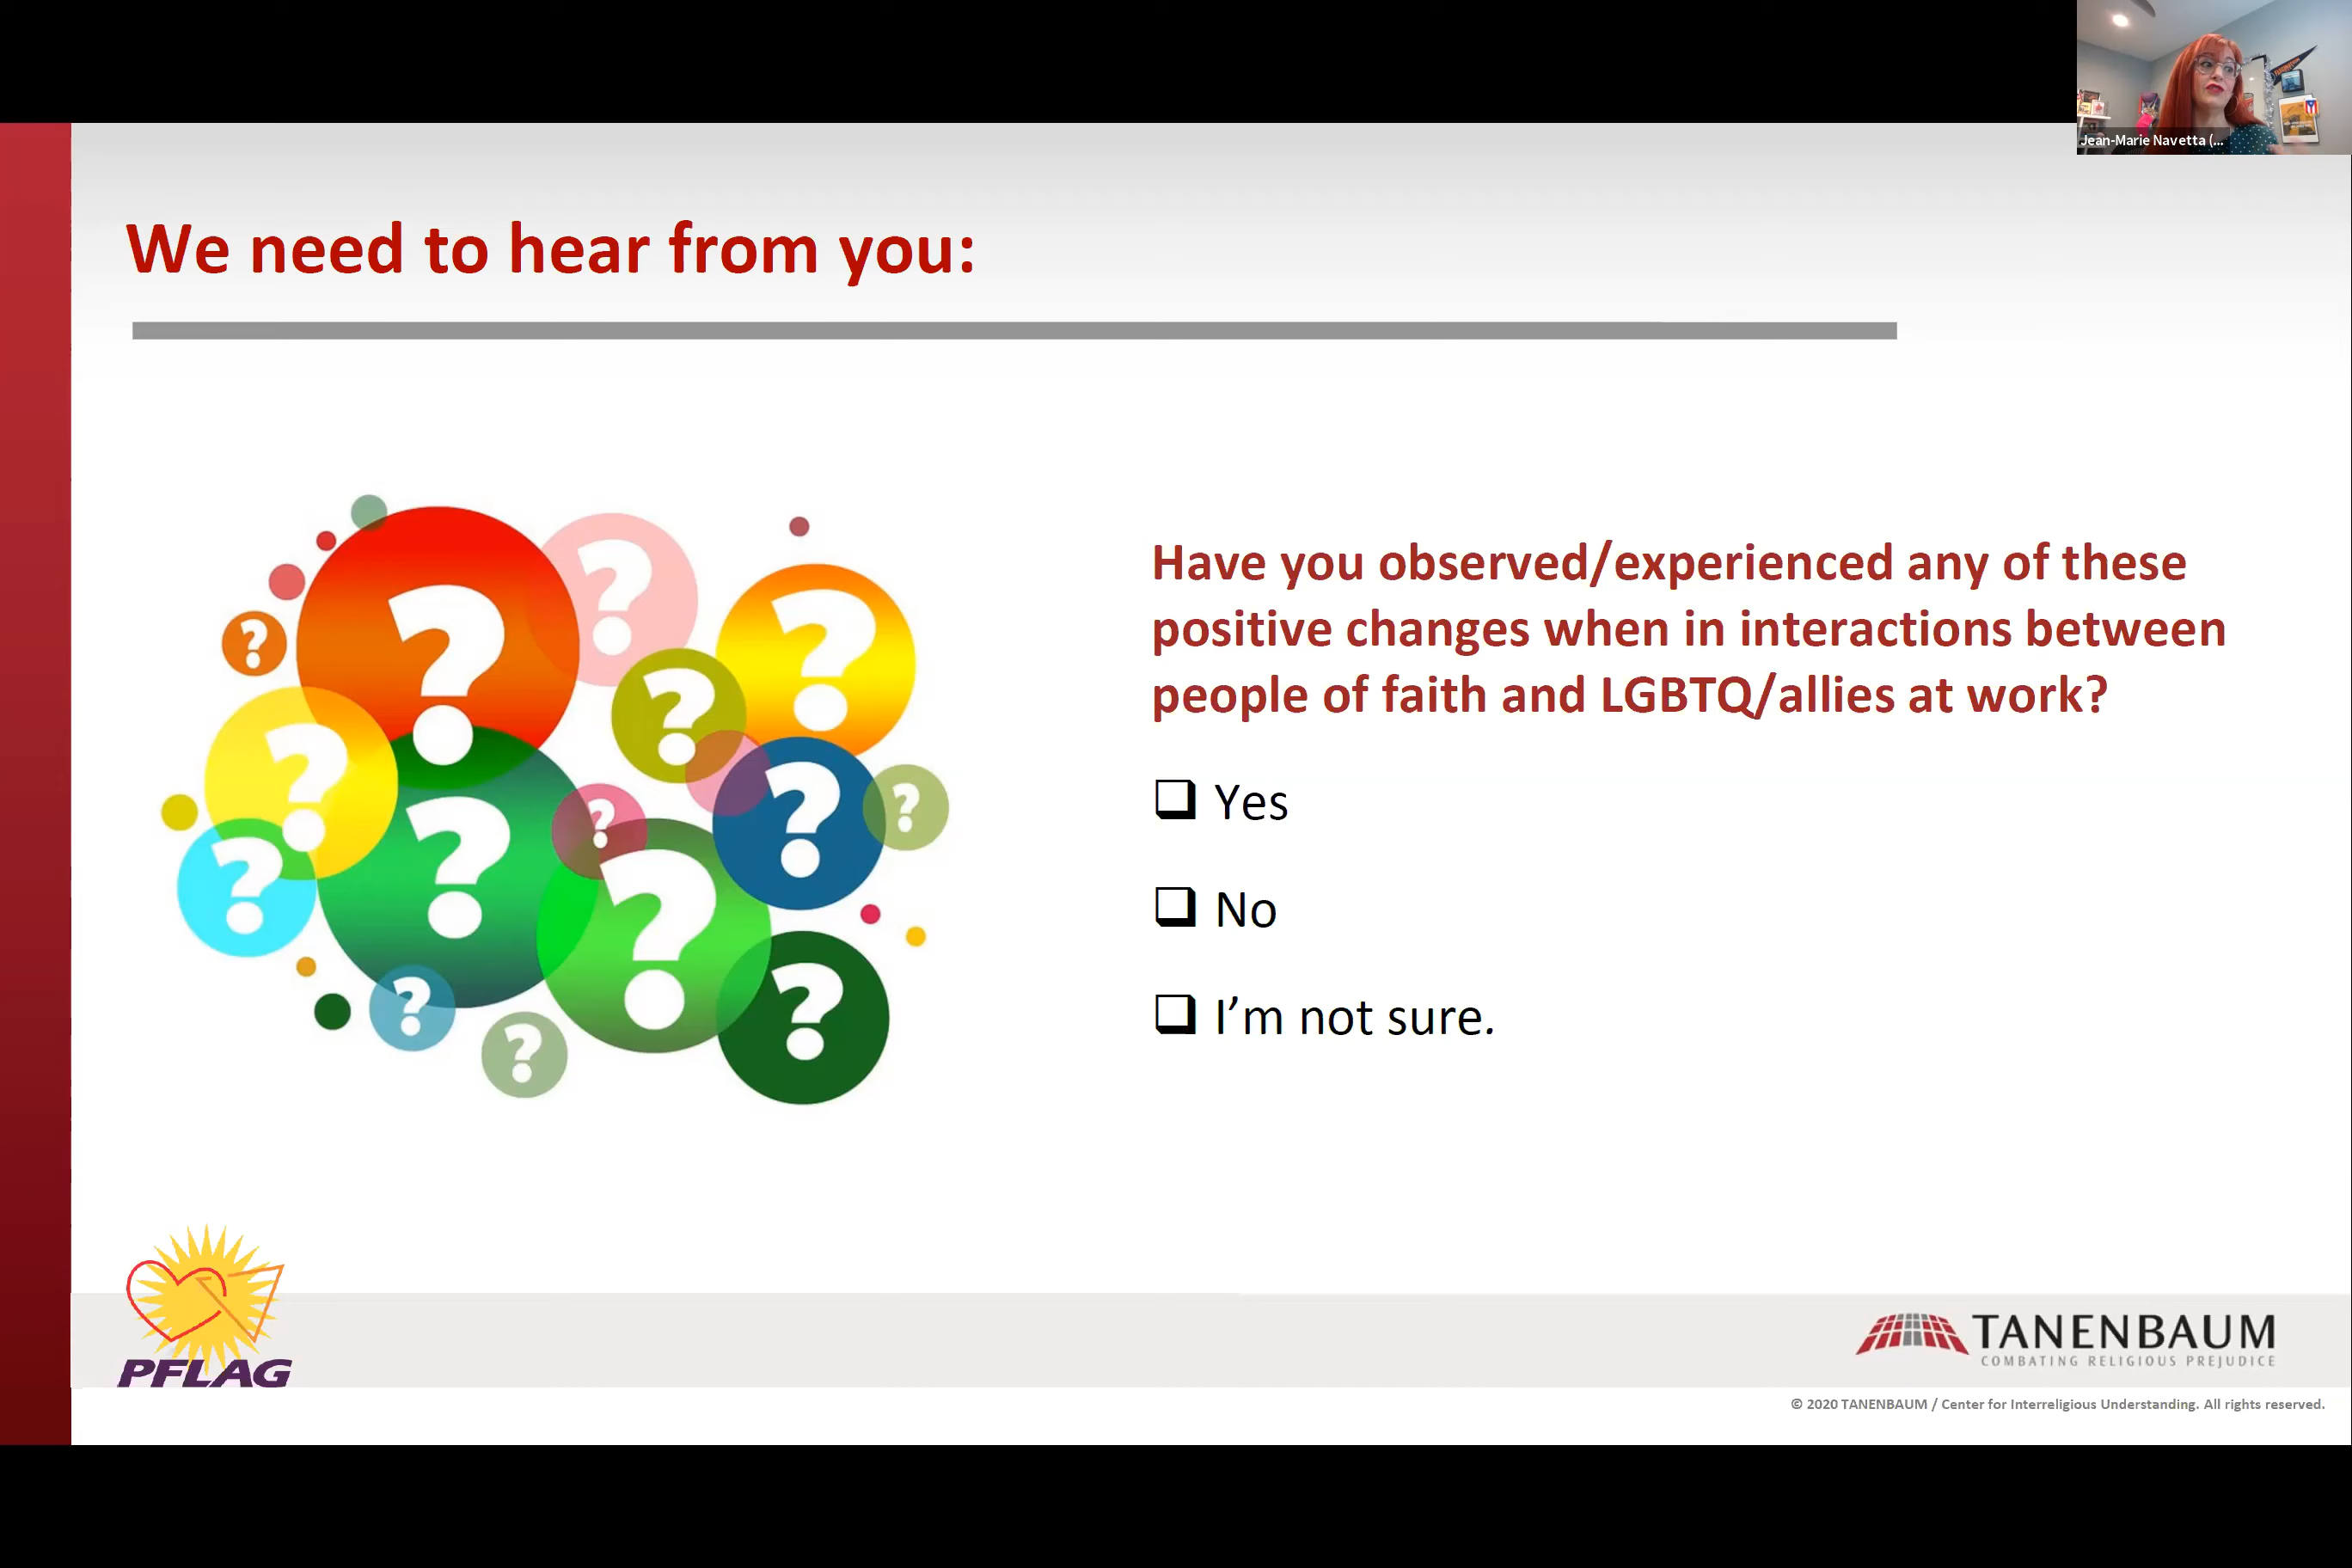 Jean-Marie Navetta (...
We need to hear from you:
? ? ? ? ? ? ? ? ? ? ? ? ? ?
Have you observed/experienced any of these
positive changes when in interactions between
people of faith and LGBTQ/allies at work?
❑ Yes
❑ No
❑ I’m not sure.
PFLAG
TANENBAUM
COMBATING RELIGIOUS PREJUDICE
© 2020 TANENBAUM / Center for Interreligious Understanding. All rights reserved.